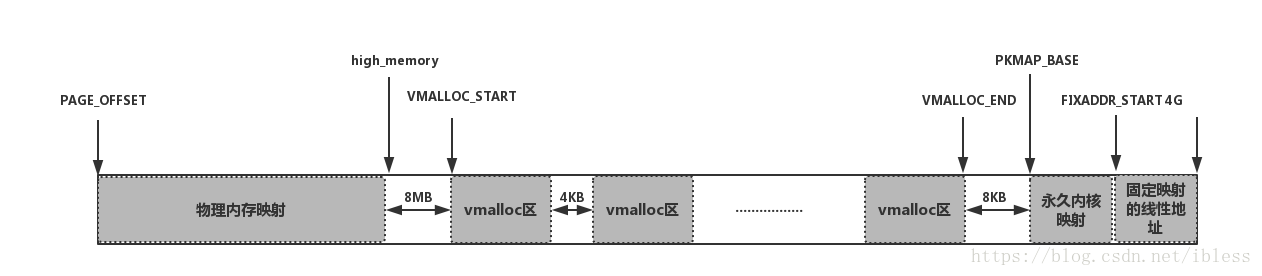 high_memory
PKMAP_BASE
PAGE_OFFSET
VMALLOC_START
VMALLOC_END
FIXADDR_START 4G
物理内存映射
8MB
vmalloc区
4KB
vmalloc区
vmalloc区
8KB
永久内核
映射
固定映射
的线性地
址
https://blog.csdn.net/ibless